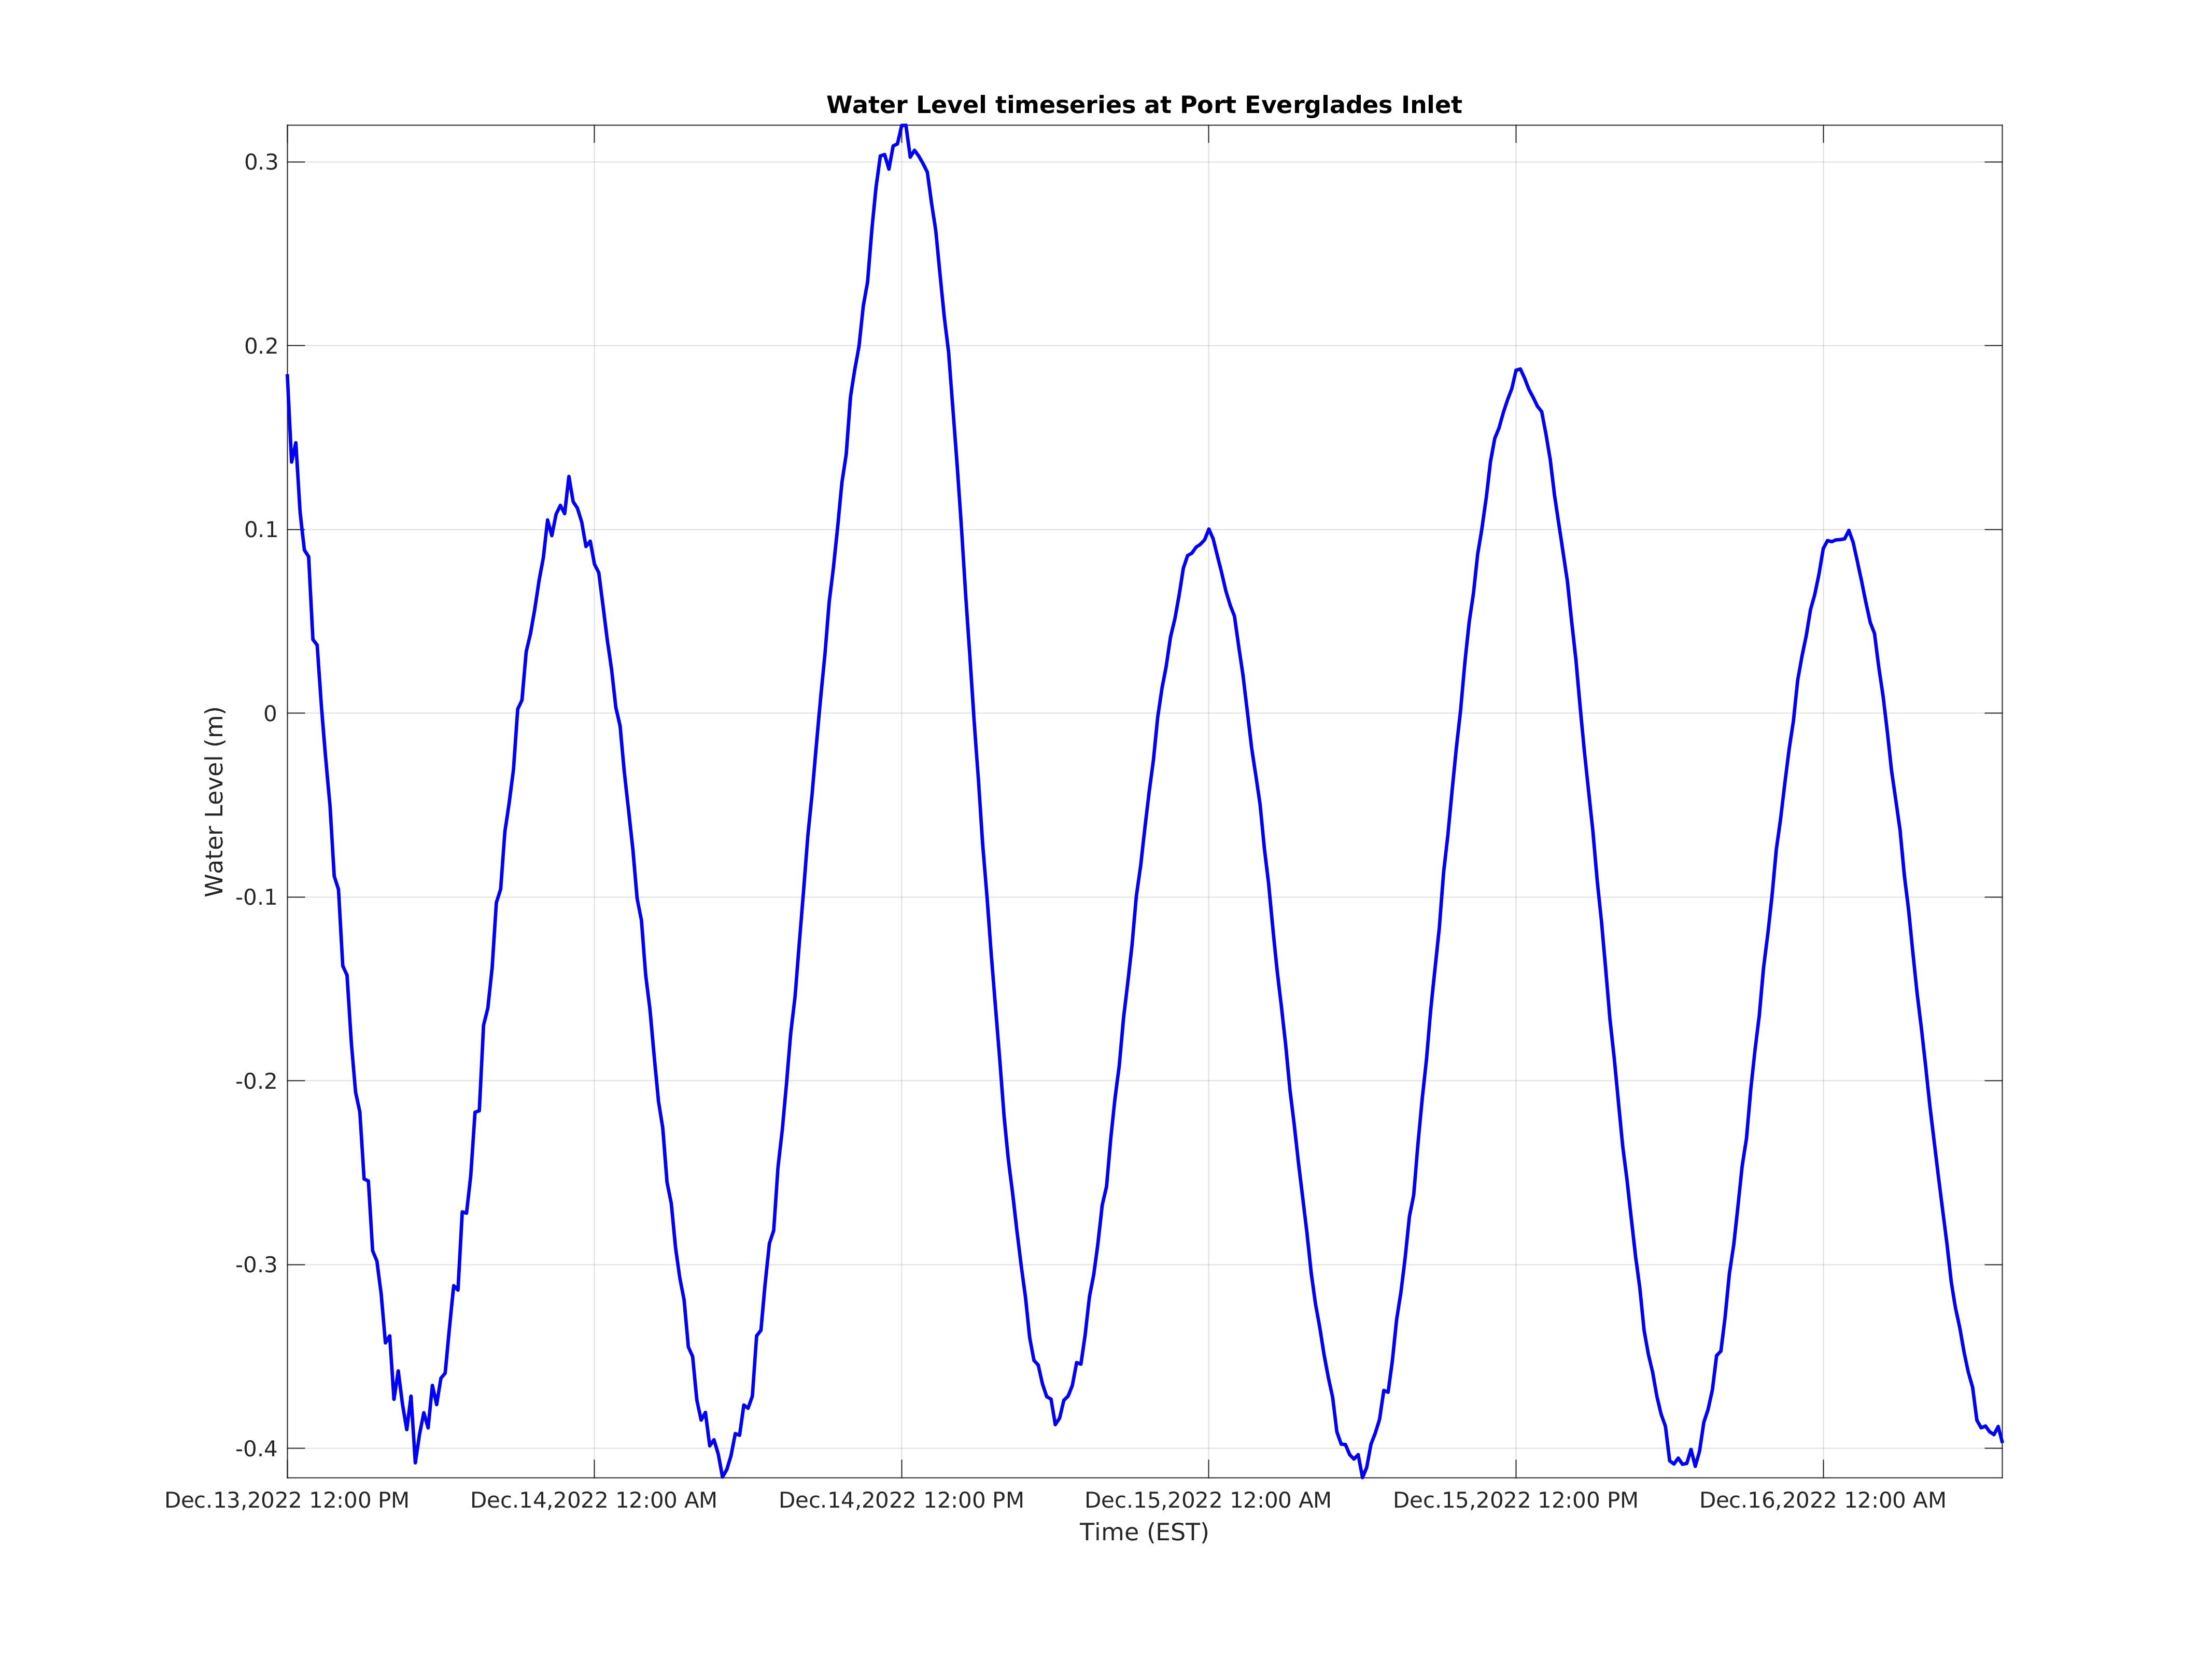 Water Level timeseries at Port Everglades Inlet
0.3
0.2
0.1
0
-0.1
-0.2
-0.3
-0.4
Water Level (m)
Dec.13,2022 12:00 PM
Dec.14,2022 12:00 AM
Dec.14,2022 12:00 PM
Dec.15,2022 12:00 AM
Dec.15,2022 12:00 PM
Dec.16,2022 12:00 AM
Time (EST)